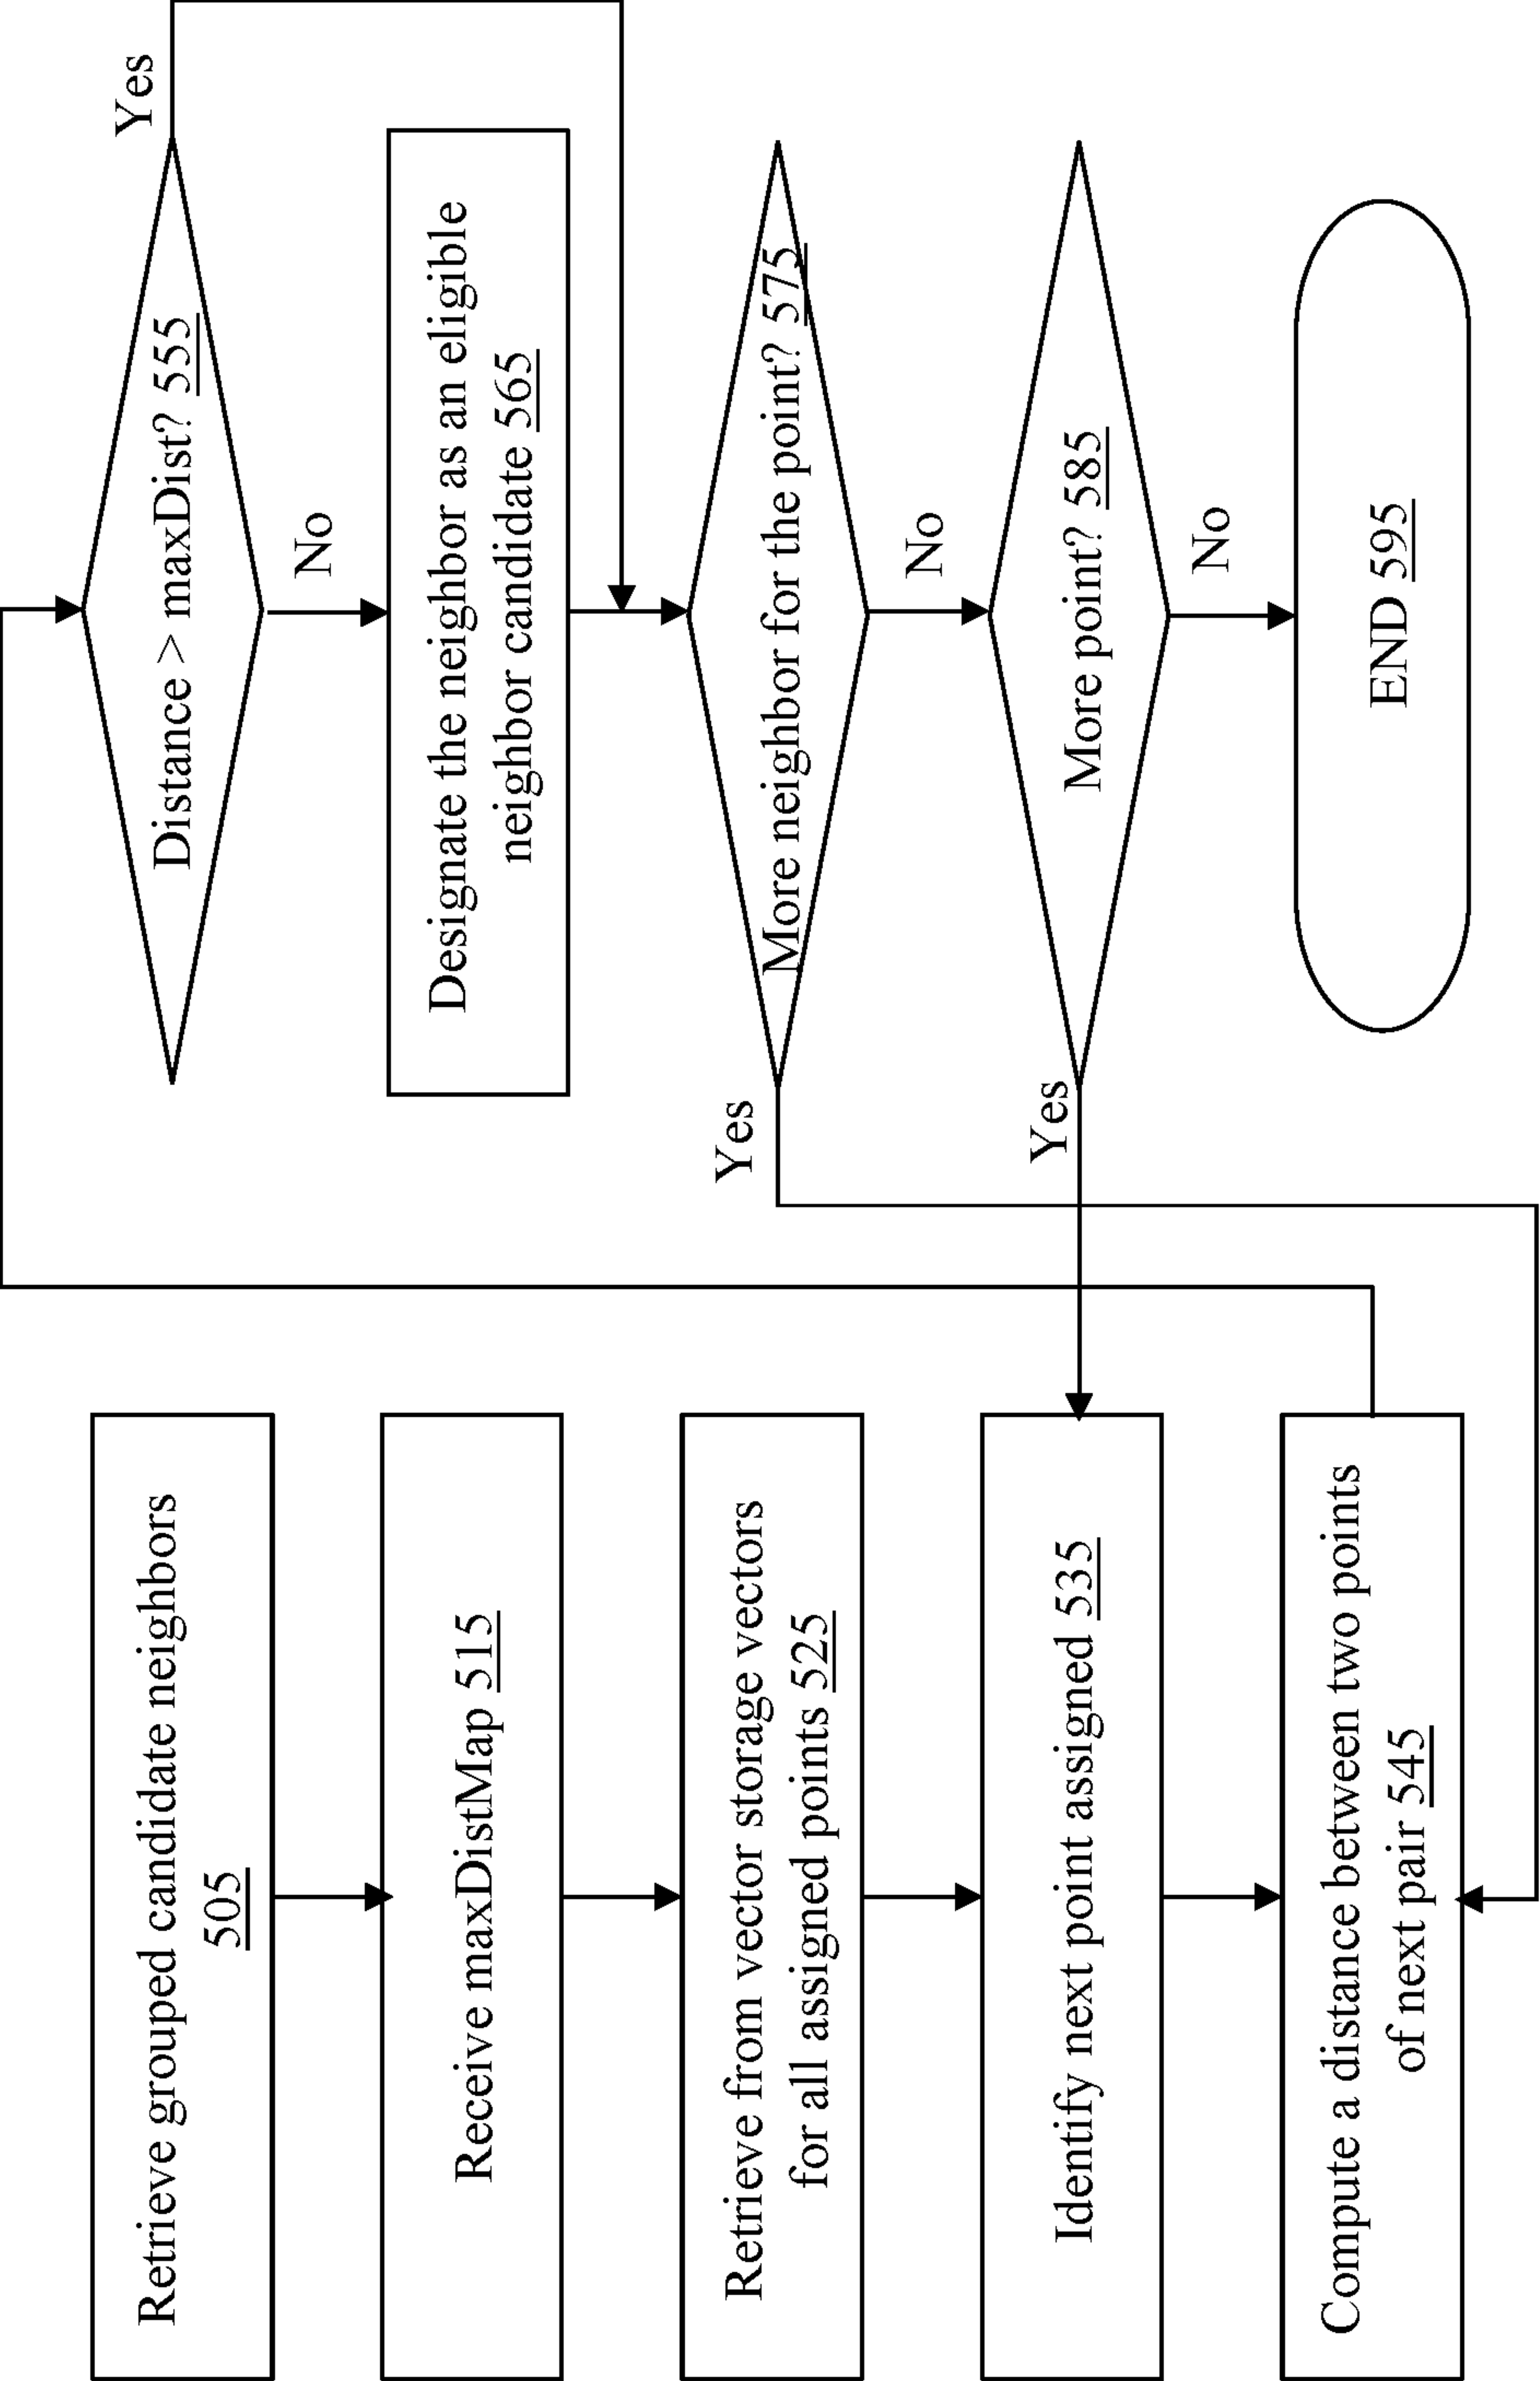 Retrieve grouped candidate neighbors
505
Receive maxDistMap 515
Retrieve from vector storage vectors
for all assigned points 525
Identify next point assigned 535
Compute a distance between two points
of next pair 545
Distance > maxDist? 555
Yes
No
Designate the neighbor as an eligible
neighbor candidate 565
More neighbor for the point? 575
Yes
No
More point? 585
Yes
No
END 595